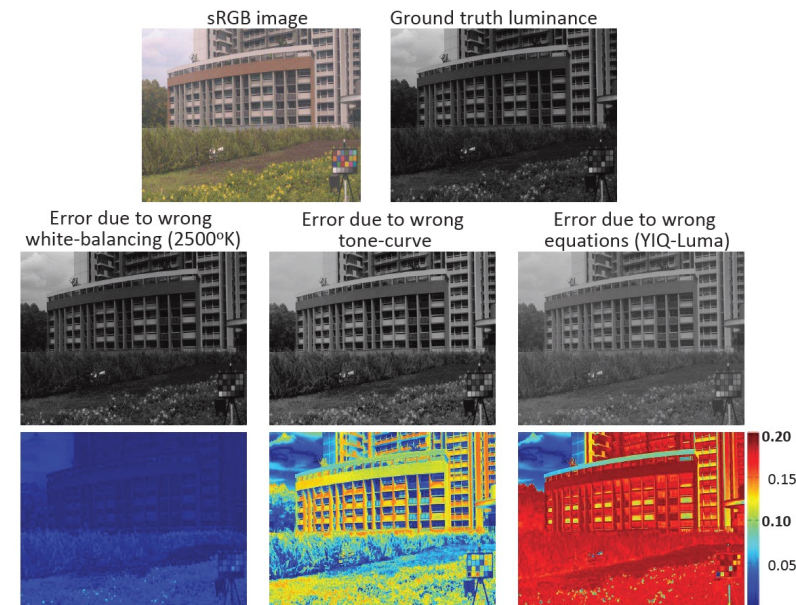 sRGB image
Ground truth luminance
Error due to wrong
white-balancing (2500°K)
Error due to wrong
tone-curve
Error due to wrong
equations (YIQ-Luma)
0.20
0.15
0.10
0.05